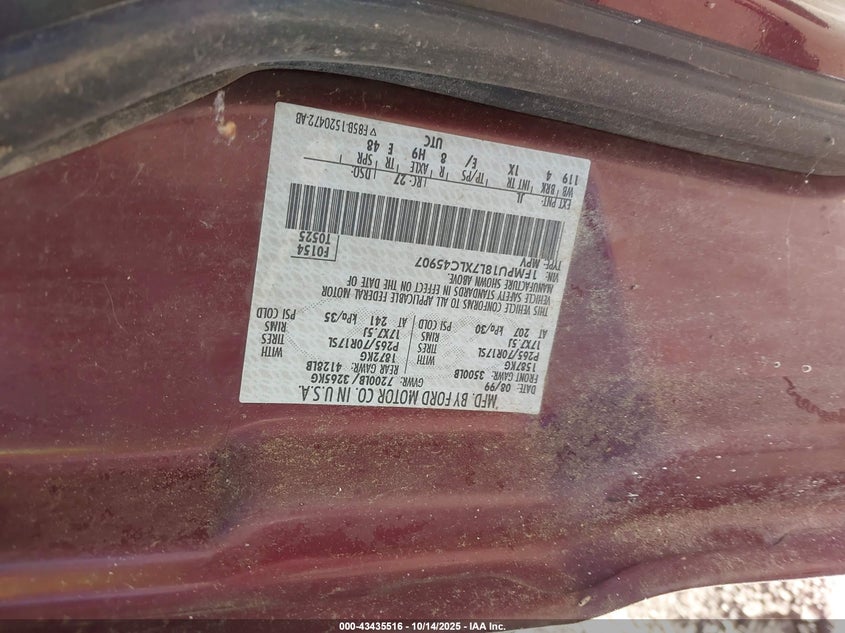 MFD. BY FORD MOTOR CO. IN U.S.A.
DATE: 08/99 GVWR: 7200LB/ 3265KG
FRONT GAWR: 3500LB REAR GAWR: 4128LB
1587KG 1872KG
WITH TIRES P265/70R17SL WITH TIRES P265/70R17SL
RIMS 17X7.5J RIMS 17X7.5J
AT 207 kPa/30 PSI COLD AT 241 kPa/35 PSI COLD
THIS VEHICLE CONFORMS TO ALL APPLICABLE FEDERAL MOTOR
VEHICLE SAFETY STANDARDS IN EFFECT ON THE DATE OF
MANUFACTURE SHOWN ABOVE.
VIN: 1FMPU18L7XLC45907
TYPE: MPV
F0154
T0525
EXT PNT: JL RC: 27 DSO:
WB BRK INT TR TP/PS R AXLE TR SPR
119 4 1X E/ 8 H9 E 48
UTC
F85B-1520472-AB
000-43435516 - 10/14/2025 - IAA Inc.